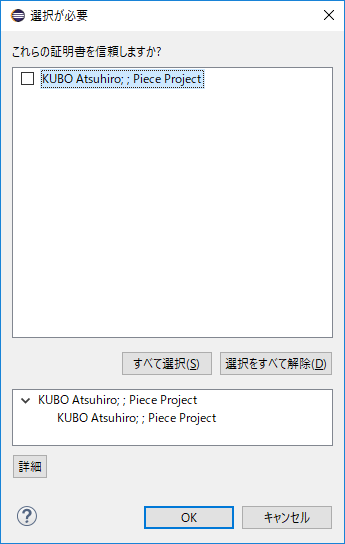 選択が必要
これらの証明書を信頼しますか?
KUBO Atsuhiro; ; Piece Project
すべて選択(S)
選択をすべて解除(D)
KUBO Atsuhiro; ; Piece Project
KUBO Atsuhiro; ; Piece Project
詳細
?
OK
キャンセル